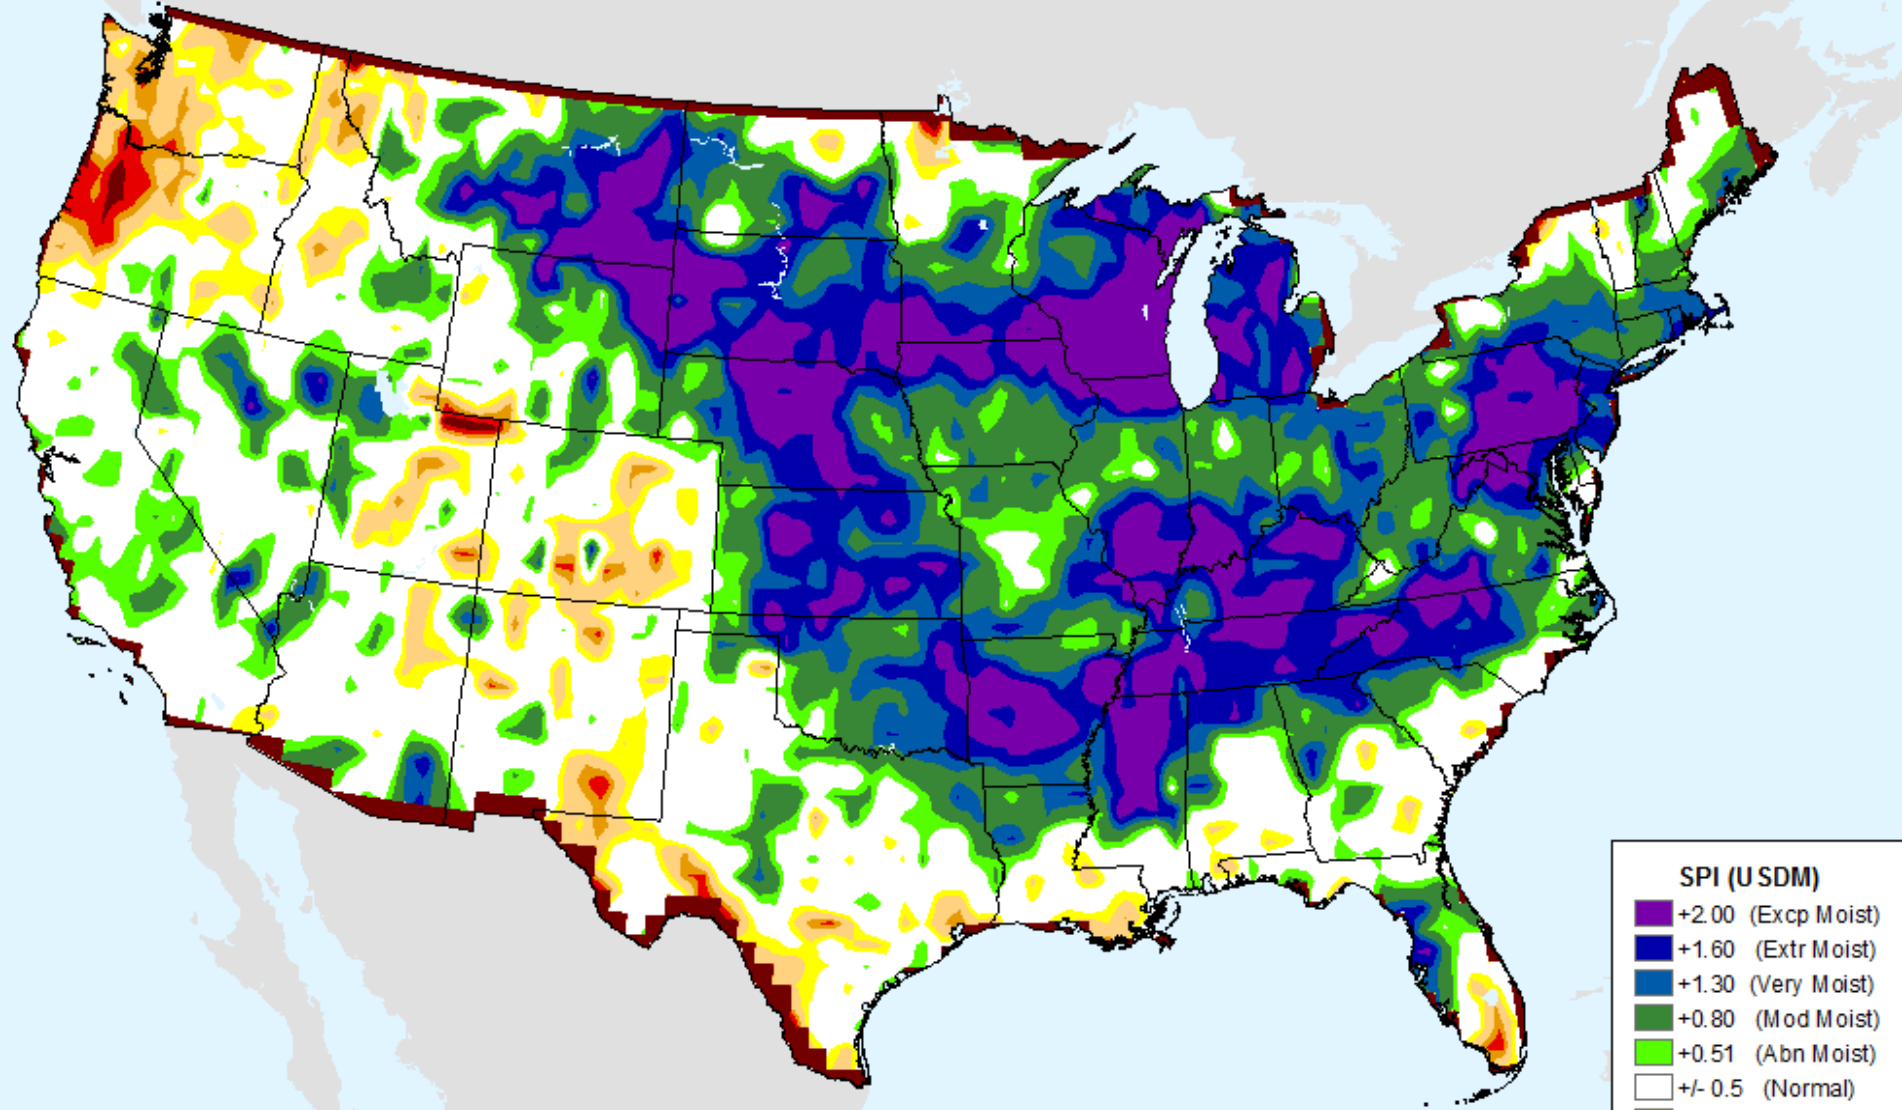 SPI (USDM)
+2.00 (Excp Moist)
+1.60 (Extr Moist)
+1.30 (Very Moist)
+0.80 (Mod Moist)
+0.51 (Abn Moist)
+/- 0.5 (Normal)